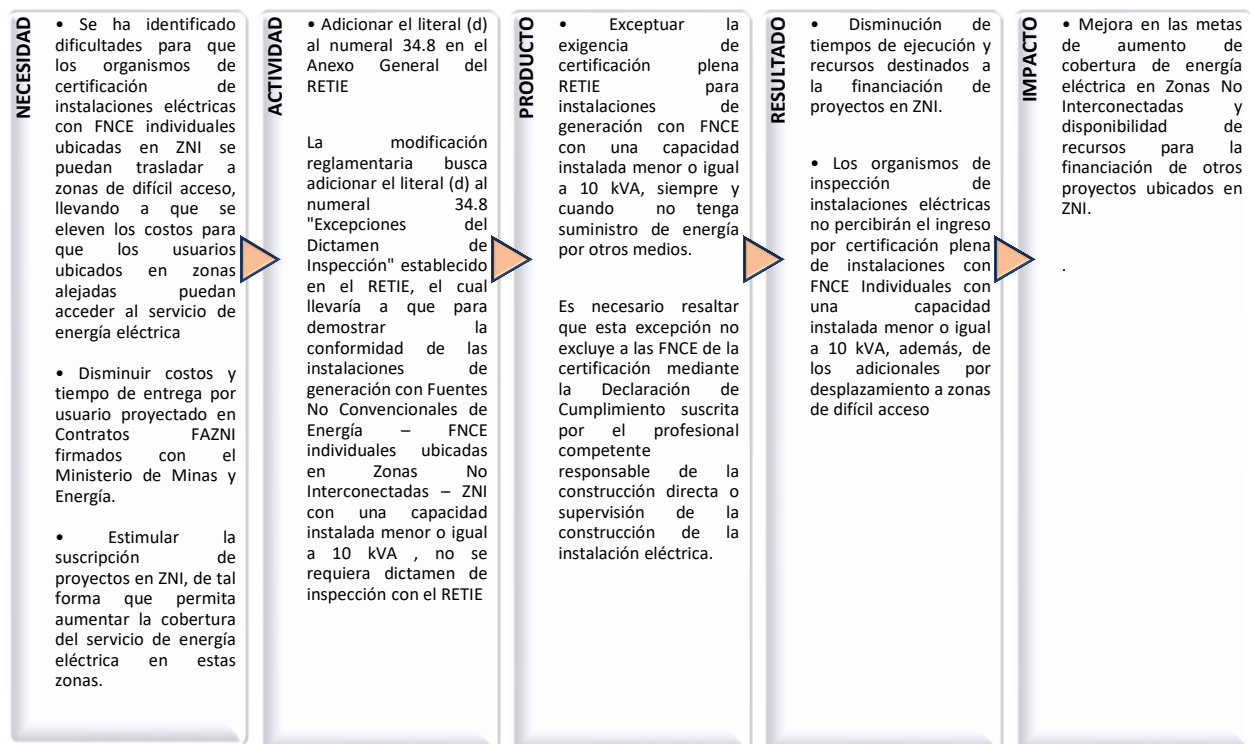 NECESIDAD
• Se ha identificado
dificultades para que
los organismos de
certificación de
instalaciones eléctricas
con FNCE individuales
ubicadas en ZNI se
puedan trasladar a
zonas de difícil acceso,
llevando a que se
eleven los costos para
que los usuarios
ubicados en zonas
alejadas puedan
acceder al servicio de
energía eléctrica
• Disminuir costos y
tiempo de entrega por
usuario proyectado en
Contratos FAZNI
firmados con el
Ministerio de Minas y
Energía.
• Estimular la
suscripción de
proyectos en ZNI, de tal
forma que permita
aumentar la cobertura
del servicio de energía
eléctrica en estas
zonas.
ACTIVIDAD
• Adicionar el literal (d)
al numeral 34.8 en el
Anexo General del
RETIE
La modificación
reglamentaria busca
adicionar el literal (d) al
numeral 34.8
"Excepciones del
Dictamen de
Inspección" establecido
en el RETIE, el cual
llevaría a que para
demostrar la
conformidad de las
instalaciones de
generación con Fuentes
No Convencionales de
Energía – FNCE
individuales ubicadas
en Zonas No
Interconectadas – ZNI
con una capacidad
instalada menor o igual
a 10 kVA , no se
requiera dictamen de
inspección con el RETIE
PRODUCTO
• Exceptuar la
exigencia de
certificación plena
RETIE para
instalaciones de
generación con FNCE
con una capacidad
instalada menor o igual
a 10 kVA, siempre y
cuando no tenga
suministro de energía
por otros medios.
Es necesario resaltar
que esta excepción no
excluye a las FNCE de la
certificación mediante
la Declaración de
Cumplimiento suscrita
por el profesional
competente
responsable de la
construcción directa o
supervisión de la
construcción de la
instalación eléctrica.
RESULTADO
• Disminución de
tiempos de ejecución y
recursos destinados a
la financiación de
proyectos en ZNI.
• Los organismos de
inspección de
instalaciones eléctricas
no percibirán el ingreso
por certificación plena
de instalaciones con
FNCE Individuales con
una capacidad
instalada menor o igual
a 10 kVA, además, de
los adicionales por
desplazamiento a zonas
de difícil acceso
IMPACTO
• Mejora en las metas
de aumento de
cobertura de energía
eléctrica en Zonas No
Interconectadas y
disponibilidad de
recursos para la
financiación de otros
proyectos ubicados en
ZNI.
.